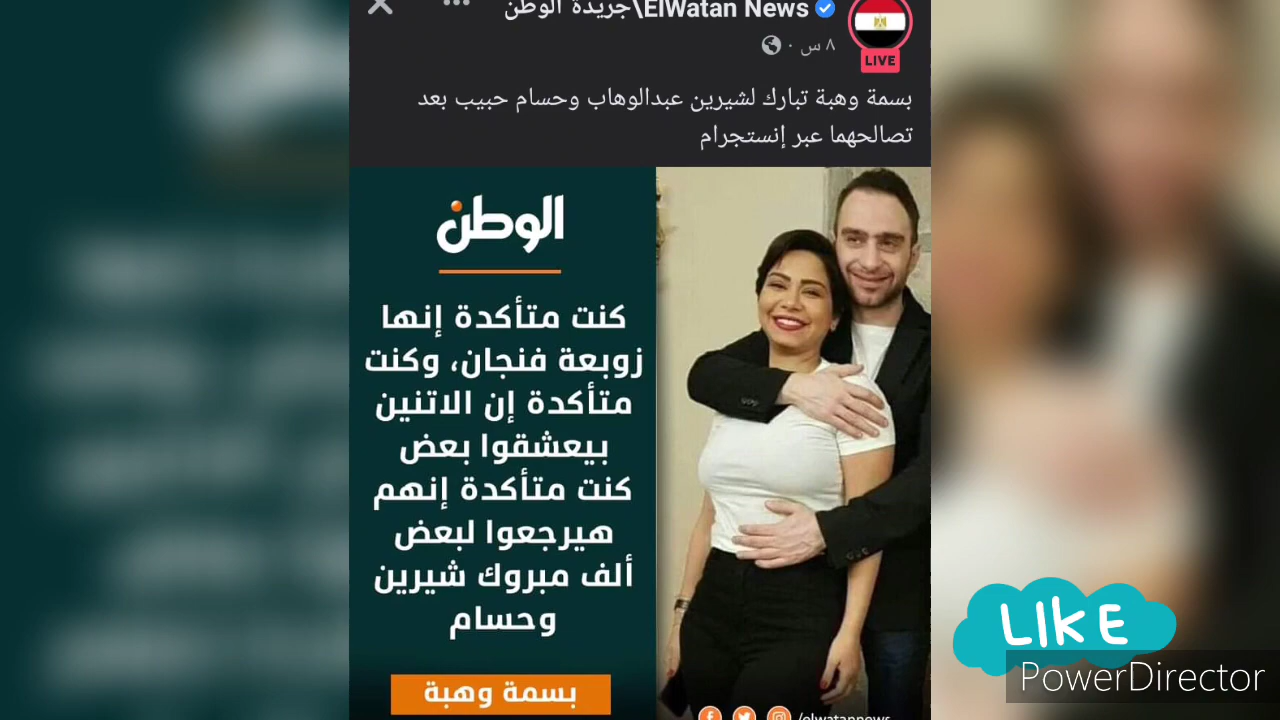 ElWatan News\جريدة الوطن
٨ س ·
LIVE
بسمة وهبة تبارك لشيرين عبدالوهاب وحسام حبيب بعد
تصالحهما عبر إنستجرام
الوطن
كنت متأكدة إنها
زوبعة فنجان، وكنت
متأكدة إن الاتنين
بيعشقوا بعض
كنت متأكدة إنهم
هيرجعوا لبعض
ألف مبروك شيرين
وحسام
بسمة وهبة
/elwatannews
LIKE
PowerDirector